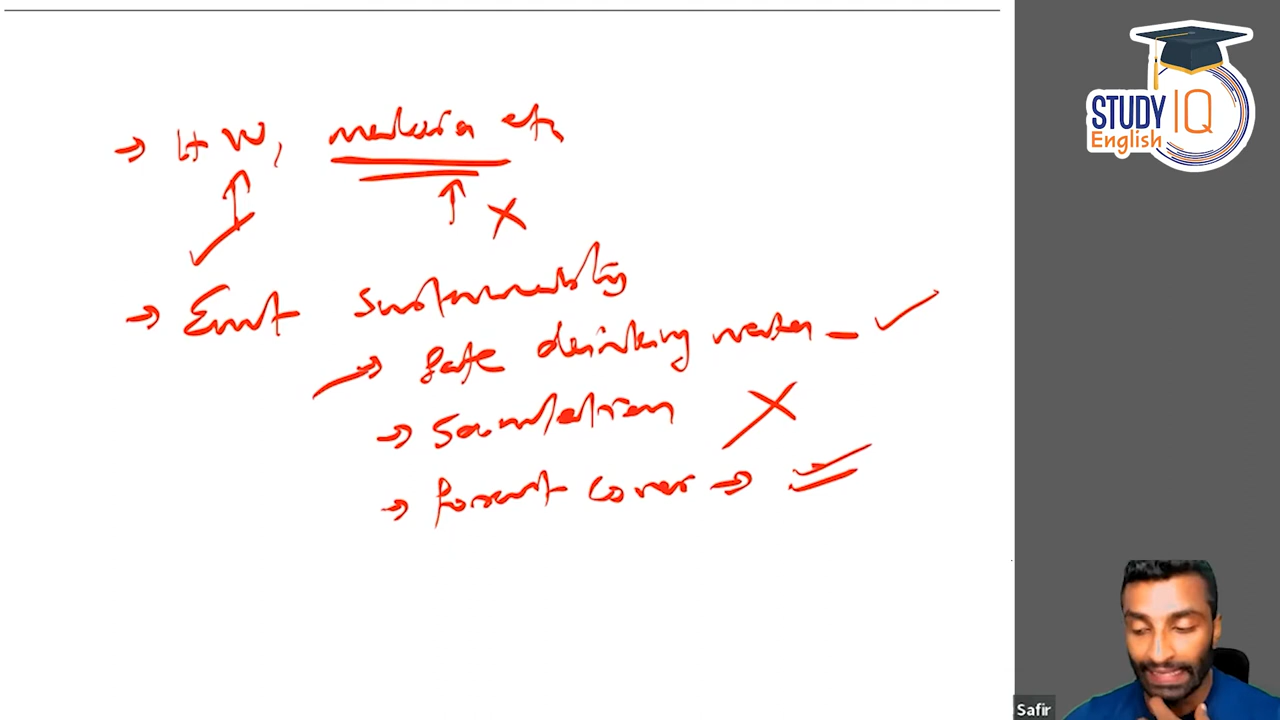 → HW, malaria etc
↑ ↑ X
→ Envt sustainability
→ Safe drinking water - ✓
→ Sanitation X
→ forest cover → ✓
STUDY IQ
English
Safir